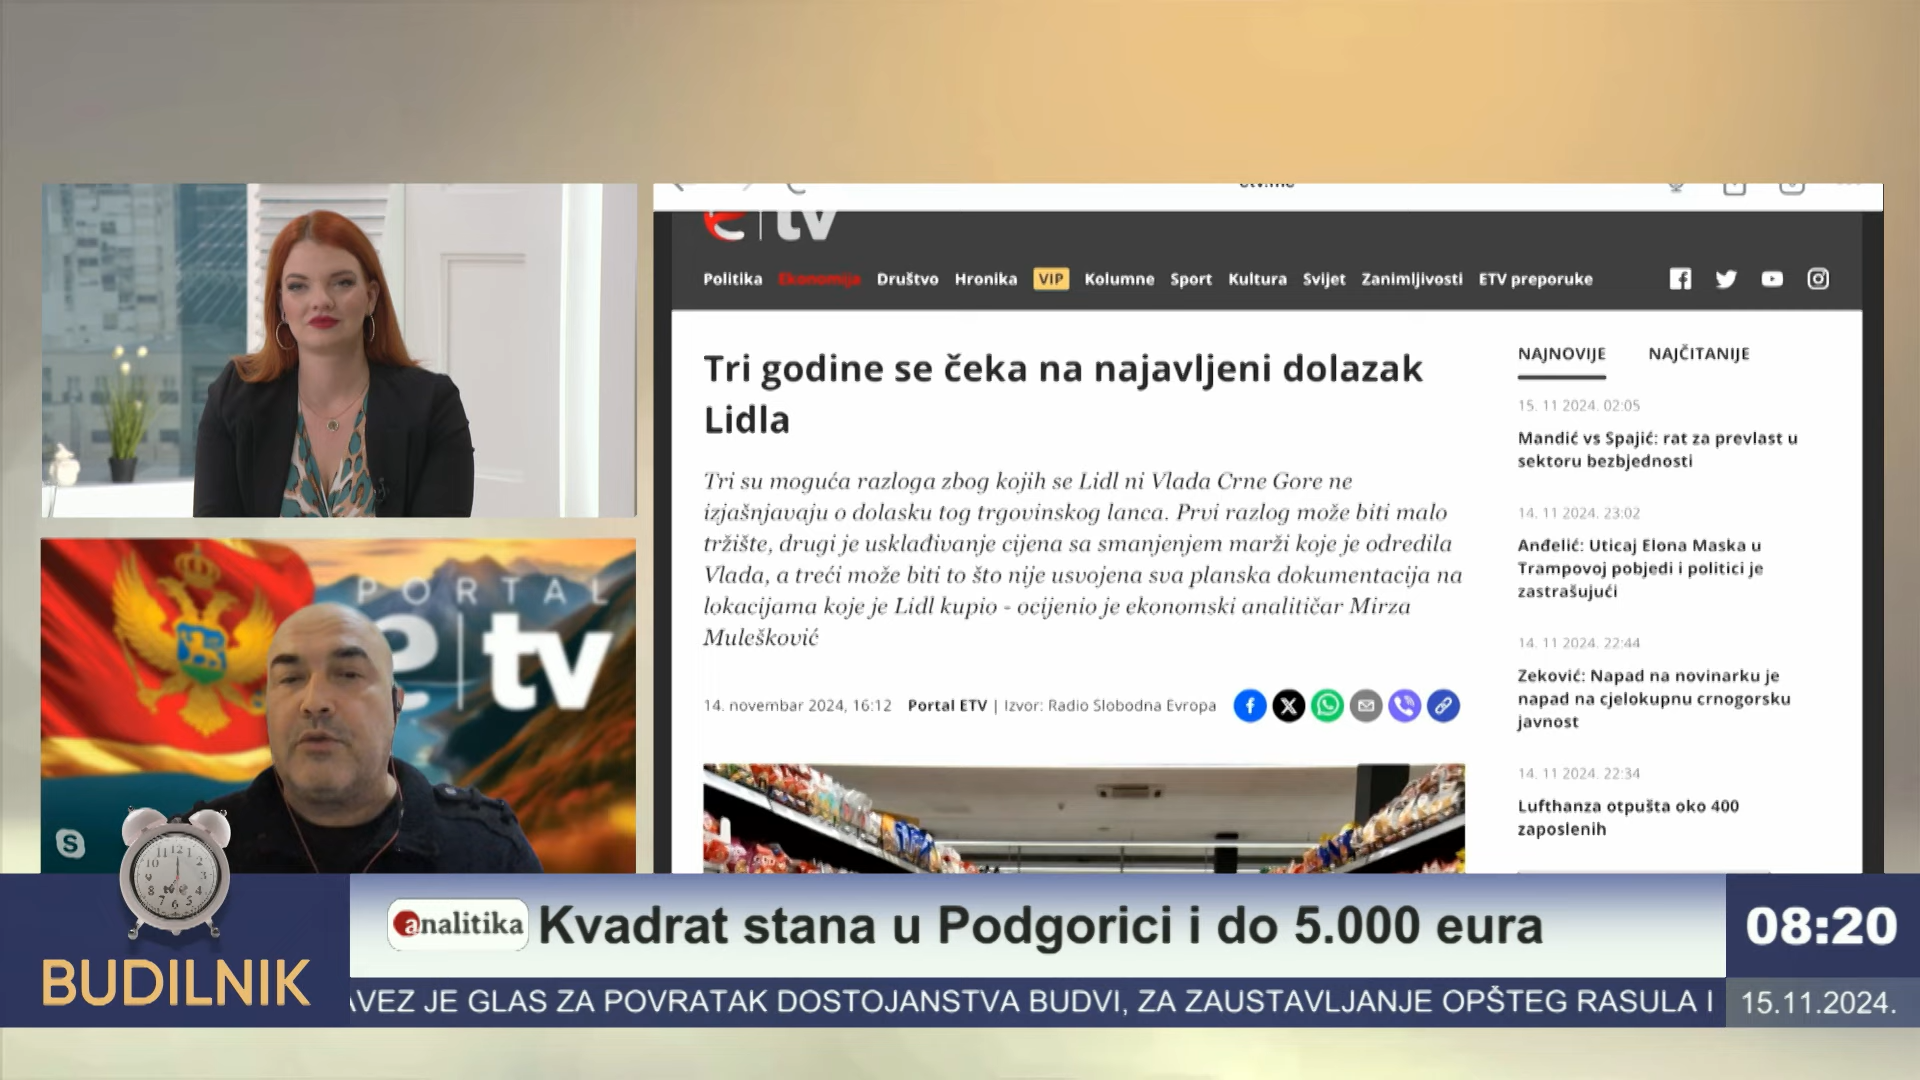 tv
Politika Ekonomija Društvo Hronika VIP Kolumne Sport Kultura Svijet Zanimljivosti ETV preporuke
Tri godine se čeka na najavljeni dolazak
Lidla
Tri su moguća razloga zbog kojih se Lidl ni Vlada Crne Gore ne
izjašnjavaju o dolasku tog trgovinskog lanca. Prvi razlog može biti malo
tržište, drugi je usklađivanje cijena sa smanjenjem marži koje je odredila
Vlada, a treći može biti to što nije usvojena sva planska dokumentacija na
lokacijama koje je Lidl kupio - ocijenio je ekonomski analitičar Mirza
Mulešković
14. novembar 2024, 16:12 Portal ETV | Izvor: Radio Slobodna Evropa
NAJNOVIJE NAJČITANIJE
15. 11 2024. 02:05
Mandić vs Spajić: rat za prevlast u
sektoru bezbjednosti
14. 11 2024. 23:02
Anđelić: Uticaj Elona Maska u
Trampovoj pobjedi i politici je
zastrašujući
14. 11 2024. 22:44
Zeković: Napad na novinarku je
napad na cjelokupnu crnogorsku
javnost
14. 11 2024. 22:34
Lufthanza otpušta oko 400
zaposlenih
PORTAL
e tv
analitika Kvadrat stana u Podgorici i do 5.000 eura
08:20
BUDILNIK
AVEZ JE GLAS ZA POVRATAK DOSTOJANSTVA BUDVI, ZA ZAUSTAVLJANJE OPŠTEG RASULA I
15.11.2024.